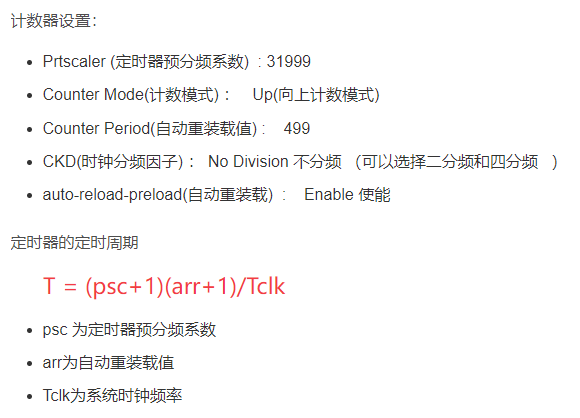 计数器设置：
Prtscaler (定时器预分频系数) : 31999
Counter Mode(计数模式) ： Up(向上计数模式)
Counter Period(自动重装载值) : 499
CKD(时钟分频因子) ： No Division 不分频 （可以选择二分频和四分频 ）
auto-reload-preload(自动重装载) : Enable 使能
定时器的定时周期
T = (psc+1)(arr+1)/Tclk
psc 为定时器预分频系数
arr为自动重装载值
Tclk为系统时钟频率